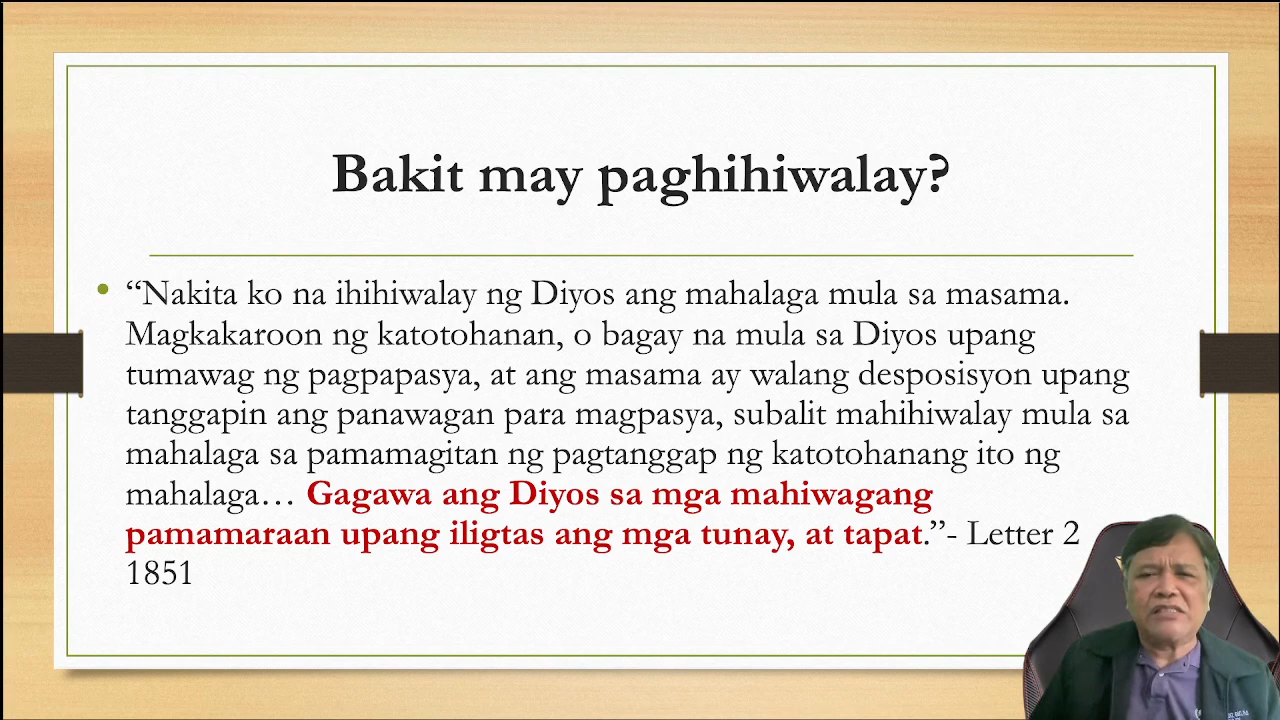 Bakit may paghihiwalay?
• “Nakita ko na ihihiwalay ng Diyos ang mahalaga mula sa masama.
Magkakaroon ng katotohanan, o bagay na mula sa Diyos upang
tumawag ng pagpapasya, at ang masama ay walang desposisyon upang
tanggapin ang panawagan para magpasya, subalit mahihiwalay mula sa
mahalaga sa pamamagitan ng pagtanggap ng katotohanang ito ng
mahalaga… Gagawa ang Diyos sa mga mahiwagang
pamamaraan upang iligtas ang mga tunay, at tapat.”- Letter 2
1851